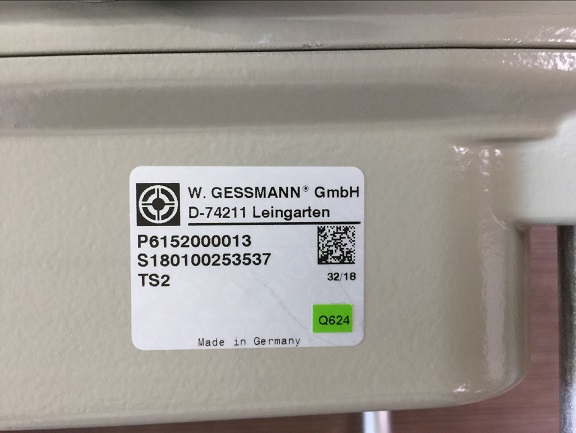 W. GESSMANN® GmbH
D-74211 Leingarten
P6152000013
S180100253537
TS2
32/18
Q624
Made in Germany